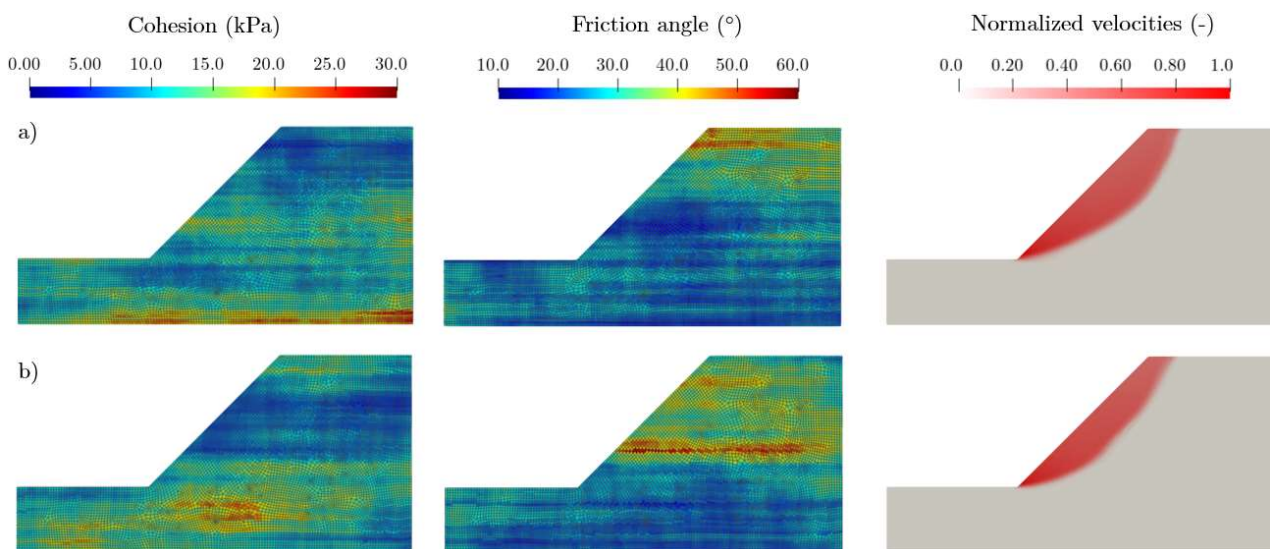 Cohesion (kPa)
0.00 5.00 10.0 15.0 20.0 25.0 30.0
Friction angle (°)
10.0 20.0 30.0 40.0 50.0 60.0
Normalized velocities (-)
0.0 0.20 0.40 0.60 0.80 1.0
a)
b)